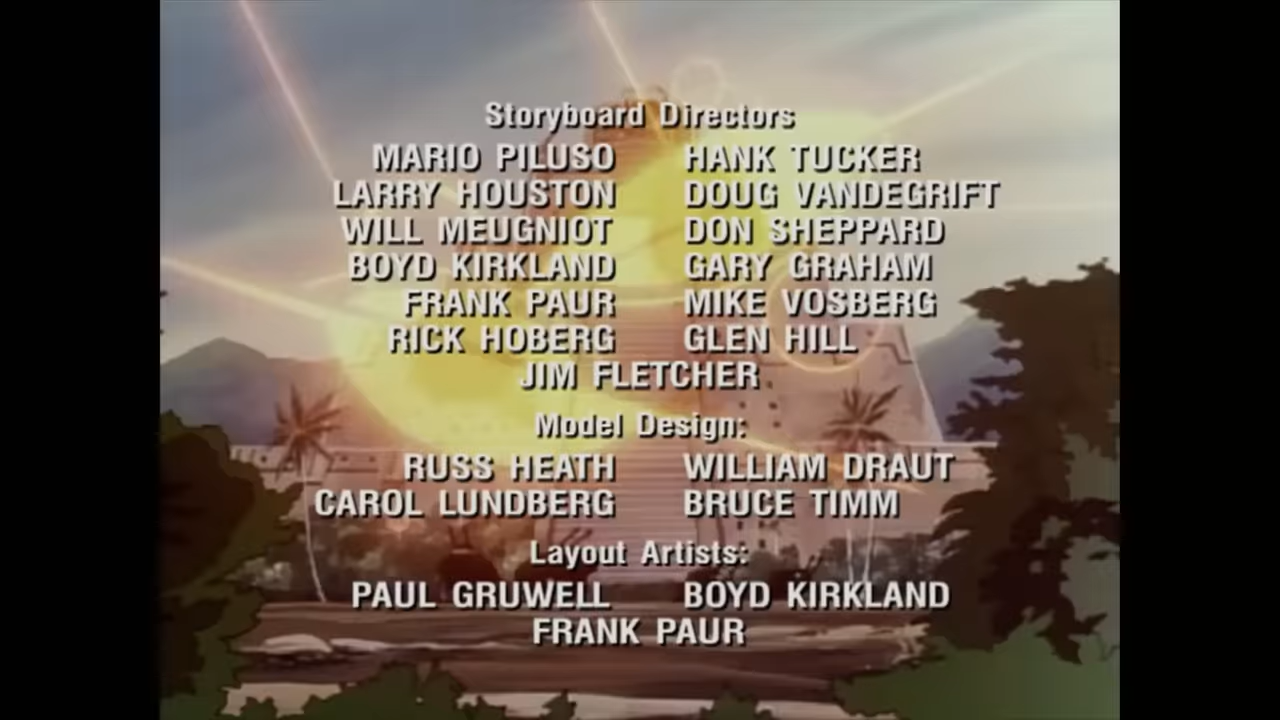 Storyboard Directors
MARIO PILUSO HANK TUCKER
LARRY HOUSTON DOUG VANDEGRIFT
WILL MEUGNIOT DON SHEPPARD
BOYD KIRKLAND GARY GRAHAM
FRANK PAUR MIKE VOSBERG
RICK HOBERG GLEN HILL
JIM FLETCHER
Model Design:
RUSS HEATH WILLIAM DRAUT
CAROL LUNDBERG BRUCE TIMM
Layout Artists:
PAUL GRUWELL BOYD KIRKLAND
FRANK PAUR